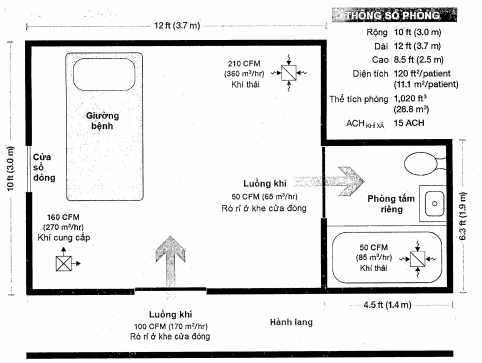 12 ft (3.7 m)
THÔNG SỐ PHÒNG
Rộng 10 ft (3.0 m)
Dài 12 ft (3.7 m)
Cao 8.5 ft (2.5 m)
Diện tích 120 ft²/patient
(11.1 m²/patient)
Thể tích phòng 1,020 ft³
(28.8 m³)
ACH KHÍ XẢ 15 ACH
210 CFM
(360 m³/hr)
Khí thải
Giường
bệnh
10 ft (3.0 m)
Cửa
sổ
đóng
Luồng khí
50 CFM (65 m³/hr)
Rò rỉ ở khe cửa đóng
Phòng tắm
riêng
6.3 ft (1.9 m)
160 CFM
(270 m³/hr)
Khí cung cấp
50 CFM
(85 m³/hr)
Khí thải
4.5 ft (1.4 m)
Luồng khí
100 CFM (170 m³/hr)
Rò rỉ ở khe cửa đóng
Hành lang